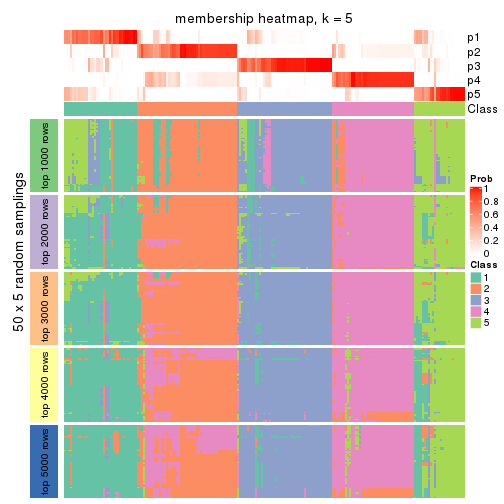 membership heatmap, k = 5
p1
p2
p3
p4
p5
Class
50 x 5 random samplings
top 1000 rows
top 2000 rows
top 3000 rows
top 4000 rows
top 5000 rows
Prob
1
0.8
0.6
0.4
0.2
0
Class
1
2
3
4
5